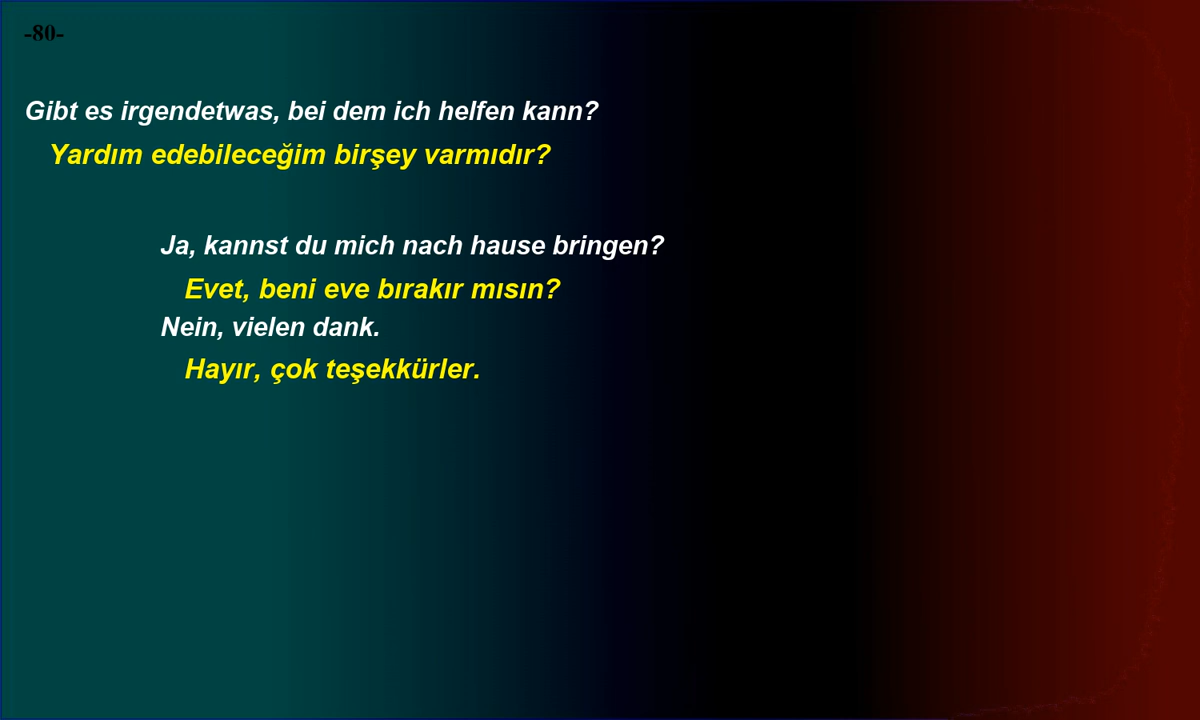 -80-
Gibt es irgendetwas, bei dem ich helfen kann?
Yardım edebileceğim birşey varmıdır?
Ja, kannst du mich nach hause bringen?
Evet, beni eve bırakır mısın?
Nein, vielen dank.
Hayır, çok teşekkürler.